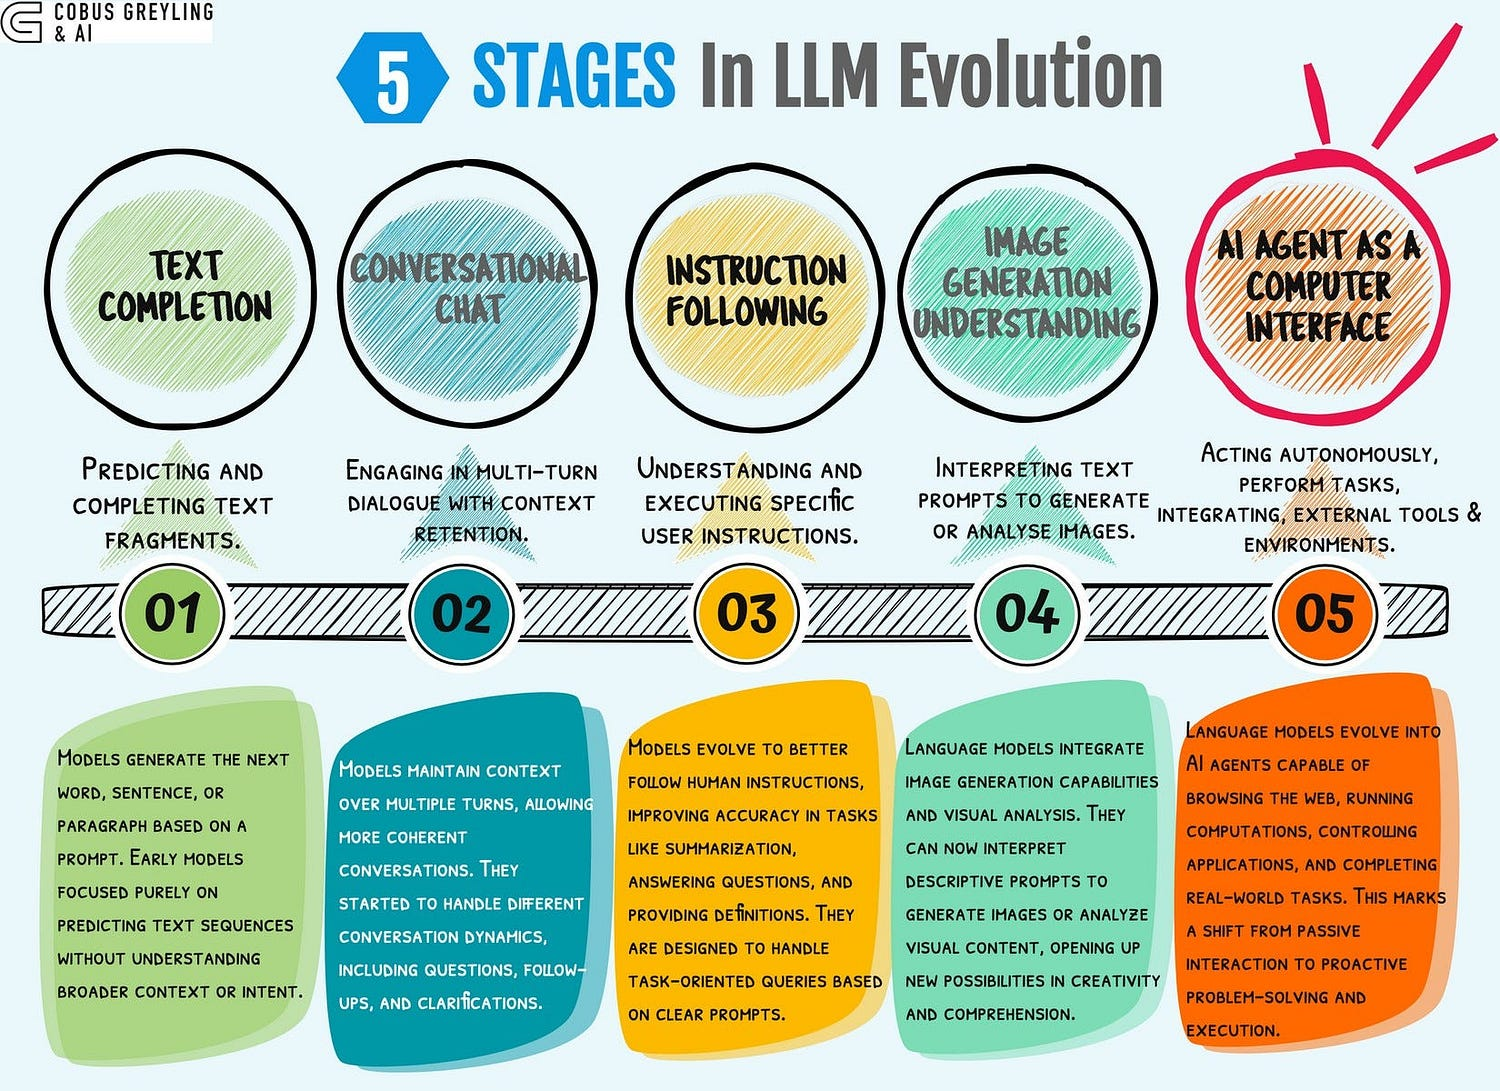 COBUS GREYLING
& AI
5 STAGES In LLM Evolution
TEXT
COMPLETION
CONVERSATIONAL
CHAT
INSTRUCTION
FOLLOWING
IMAGE
GENERATION
UNDERSTANDING
AI AGENT AS A
COMPUTER
INTERFACE
PREDICTING AND
COMPLETING TEXT
FRAGMENTS.
ENGAGING IN MULTI-TURN
DIALOGUE WITH CONTEXT
RETENTION.
UNDERSTANDING AND
EXECUTING SPECIFIC
USER INSTRUCTIONS.
INTERPRETING TEXT
PROMPTS TO GENERATE
OR ANALYSE IMAGES.
ACTING AUTONOMOUSLY,
PERFORM TASKS,
INTEGRATING, EXTERNAL TOOLS &
ENVIRONMENTS.
01
02
03
04
05
MODELS GENERATE THE NEXT
WORD, SENTENCE, OR
PARAGRAPH BASED ON A
PROMPT. EARLY MODELS
FOCUSED PURELY ON
PREDICTING TEXT SEQUENCES
WITHOUT UNDERSTANDING
BROADER CONTEXT OR INTENT.
MODELS MAINTAIN CONTEXT
OVER MULTIPLE TURNS, ALLOWING
MORE COHERENT
CONVERSATIONS. THEY
STARTED TO HANDLE DIFFERENT
CONVERSATION DYNAMICS,
INCLUDING QUESTIONS, FOLLOW-
UPS, AND CLARIFICATIONS.
MODELS EVOLVE TO BETTER
FOLLOW HUMAN INSTRUCTIONS,
IMPROVING ACCURACY IN TASKS
LIKE SUMMARIZATION,
ANSWERING QUESTIONS, AND
PROVIDING DEFINITIONS. THEY
ARE DESIGNED TO HANDLE
TASK-ORIENTED QUERIES BASED
ON CLEAR PROMPTS.
LANGUAGE MODELS INTEGRATE
IMAGE GENERATION CAPABILITIES
AND VISUAL ANALYSIS. THEY
CAN NOW INTERPRET
DESCRIPTIVE PROMPTS TO
GENERATE IMAGES OR ANALYZE
VISUAL CONTENT, OPENING UP
NEW POSSIBILITIES IN CREATIVITY
AND COMPREHENSION.
LANGUAGE MODELS EVOLVE INTO
AI AGENTS CAPABLE OF
BROWSING THE WEB, RUNNING
COMPUTATIONS, CONTROLLING
APPLICATIONS, AND COMPLETING
REAL-WORLD TASKS. THIS MARKS
A SHIFT FROM PASSIVE
INTERACTION TO PROACTIVE
PROBLEM-SOLVING AND
EXECUTION.